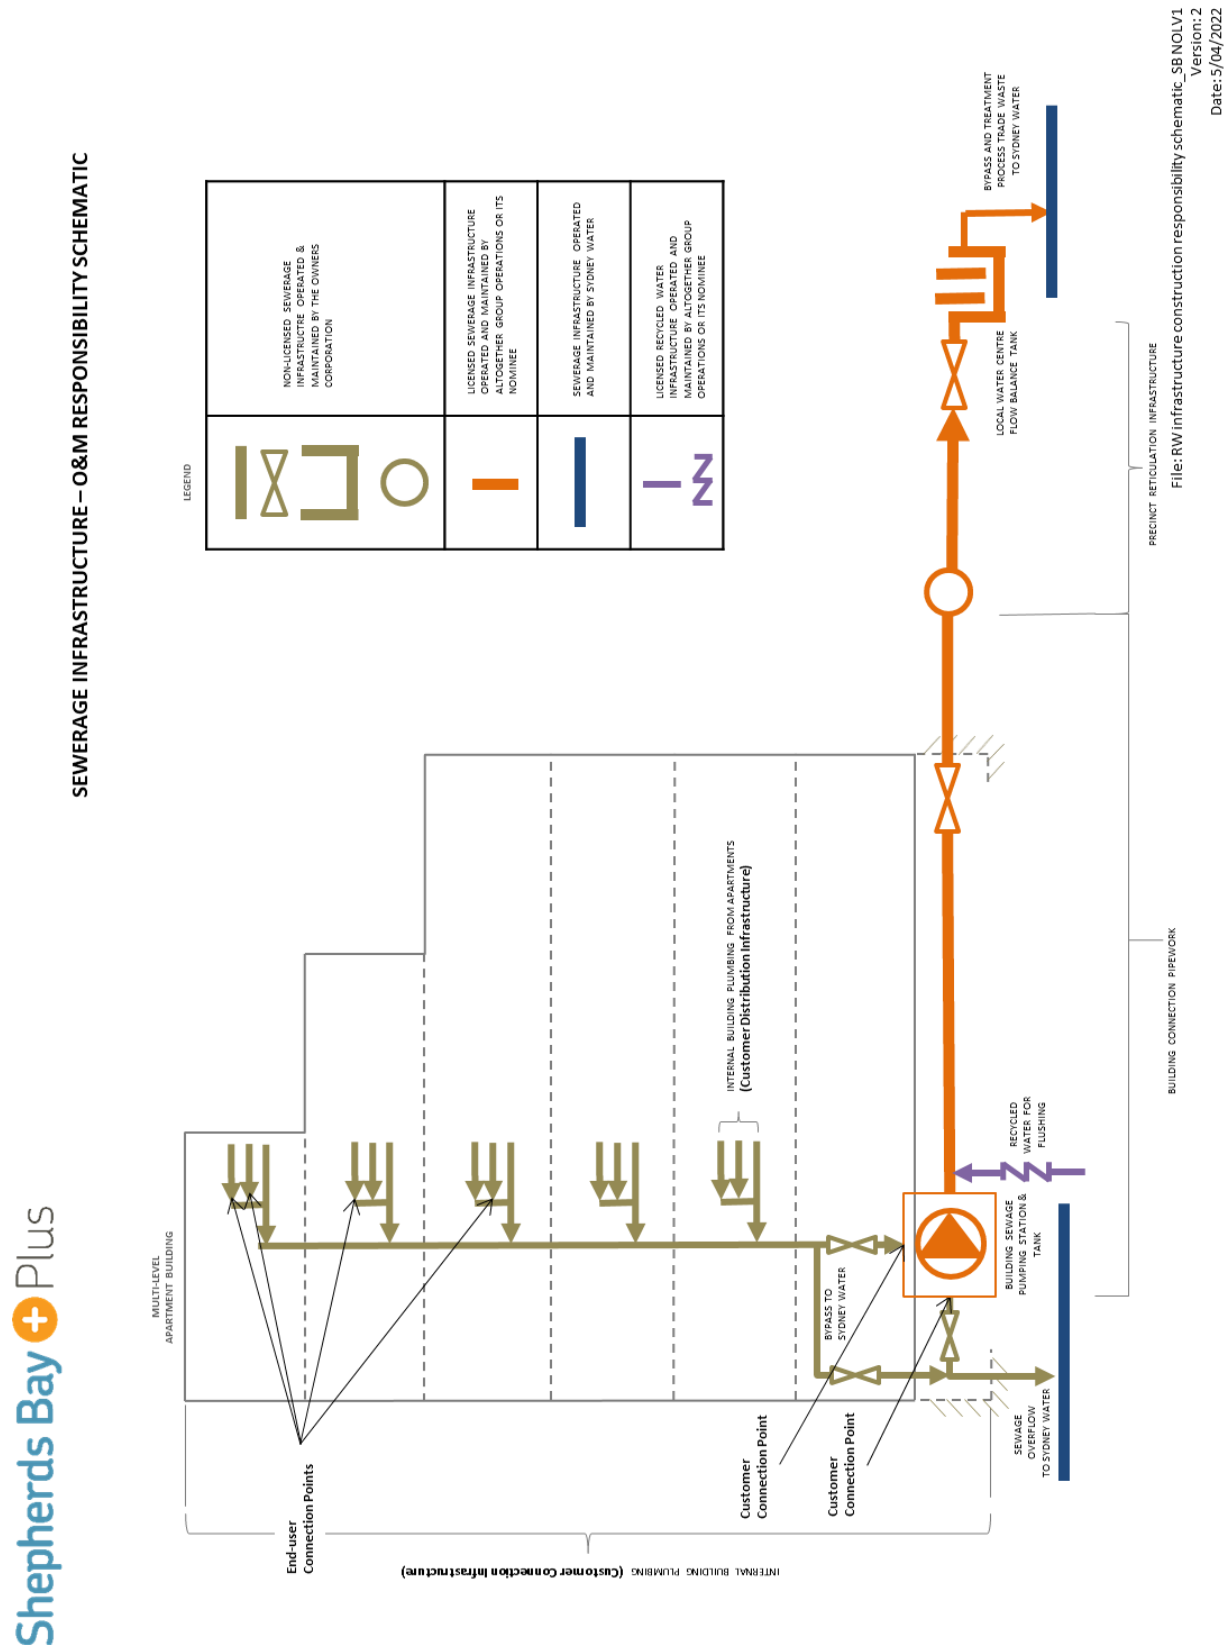 Shepherds Bay + Plus
SEWERAGE INFRASTRUCTURE – O&M RESPONSIBILITY SCHEMATIC
LEGEND
NON-LICENSED SEWERAGE
INFRASTRUCTRE OPERATED &
MAINTAINED BY THE OWNERS
CORPORATION
LICENSED SEWERAGE INFRASTRUCTURE
OPERATED AND MAINTAINED BY
ALTOGETHER GROUP OPERATIONS OR ITS
NOMINEE
SEWERAGE INFRASTRUCTURE OPERATED
AND MAINTAINED BY SYDNEY WATER
LICENSED RECYCLED WATER
INFRASTRUCTURE OPERATED AND
MAINTAINED BY ALTOGETHER GROUP
OPERATIONS OR ITS NOMINEE
MULTI-LEVEL
APARTMENT BUILDING
End-user
Connection Points
INTERNAL BUILDING PLUMBING (Customer Connection Infrastructure)
INTERNAL BUILDING PLUMBING FROM APARTMENTS
(Customer Distribution Infrastructure)
Customer
Connection Point
Customer
Connection Point
BYPASS TO
SYDNEY WATER
SEWAGE
OVERFLOW
TO SYDNEY WATER
BUILDING SEWAGE
PUMPING STATION &
TANK
RECYCLED
WATER FOR
FLUSHING
LOCAL WATER CENTRE
FLOW BALANCE TANK
BYPASS AND TREATMENT
PROCESS TRADE WASTE
TO SYDNEY WATER
BUILDING CONNECTION PIPEWORK
PRECINCT RETICULATION INFRASTRUCTURE
File: RW infrastructure construction responsibility schematic_SB NOLV1
Version: 2
Date: 5/04/2022